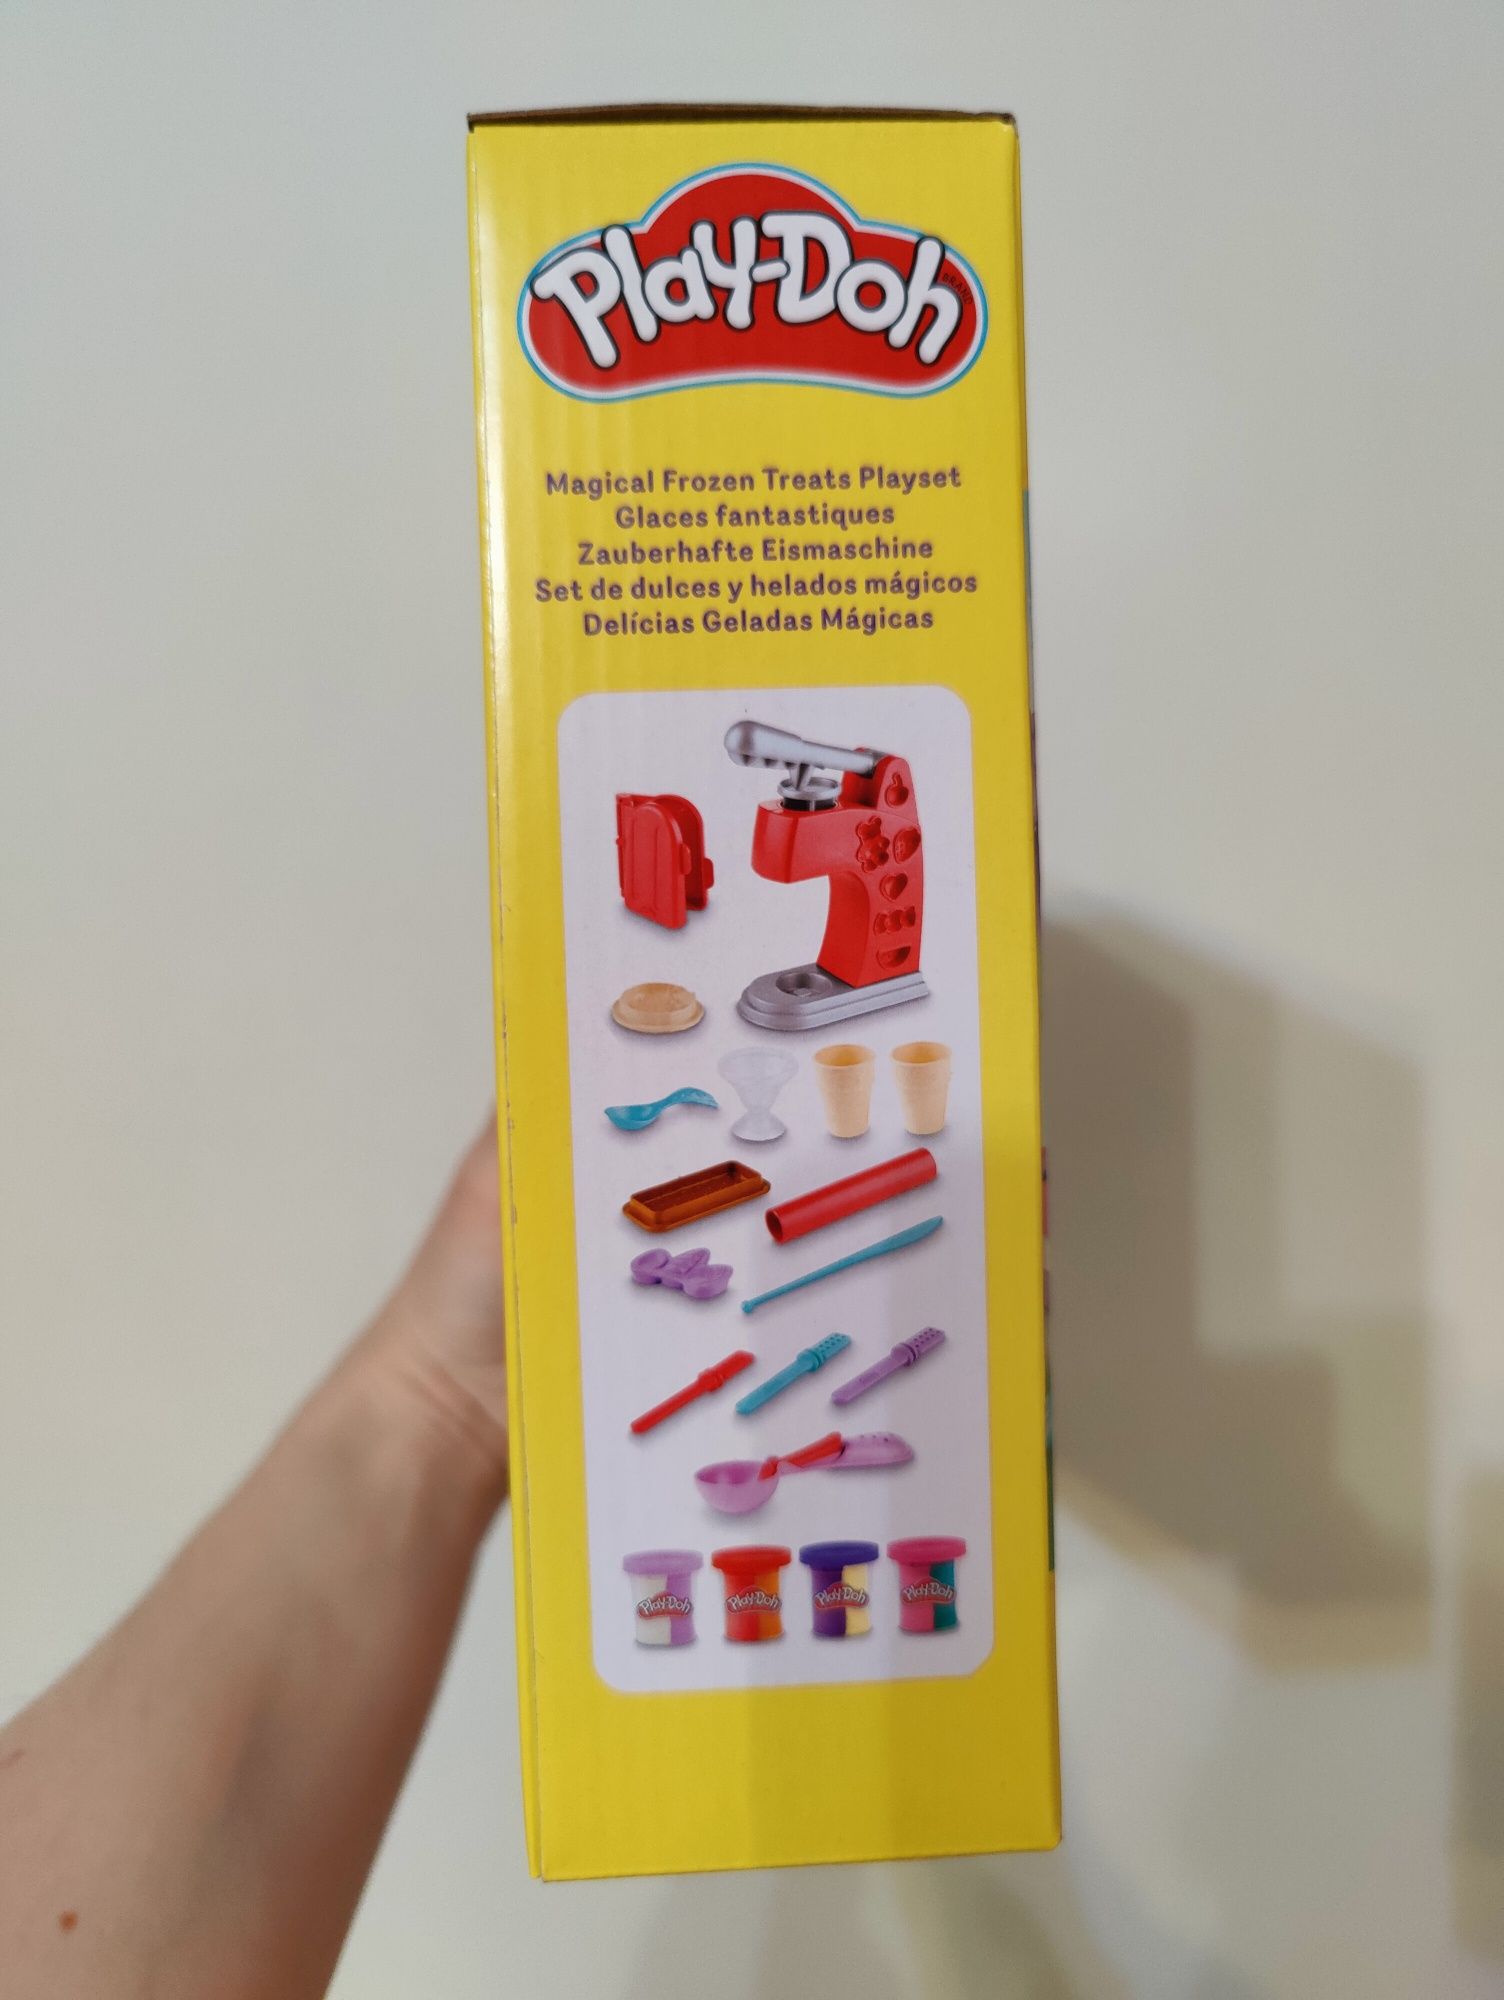 Play-Doh
BRAND
Magical Frozen Treats Playset
Glaces fantastiques
Zauberhafte Eismaschine
Set de dulces y helados mágicos
Delícias Geladas Mágicas
Play-Doh
Play-Doh
Play-Doh
Play-Doh